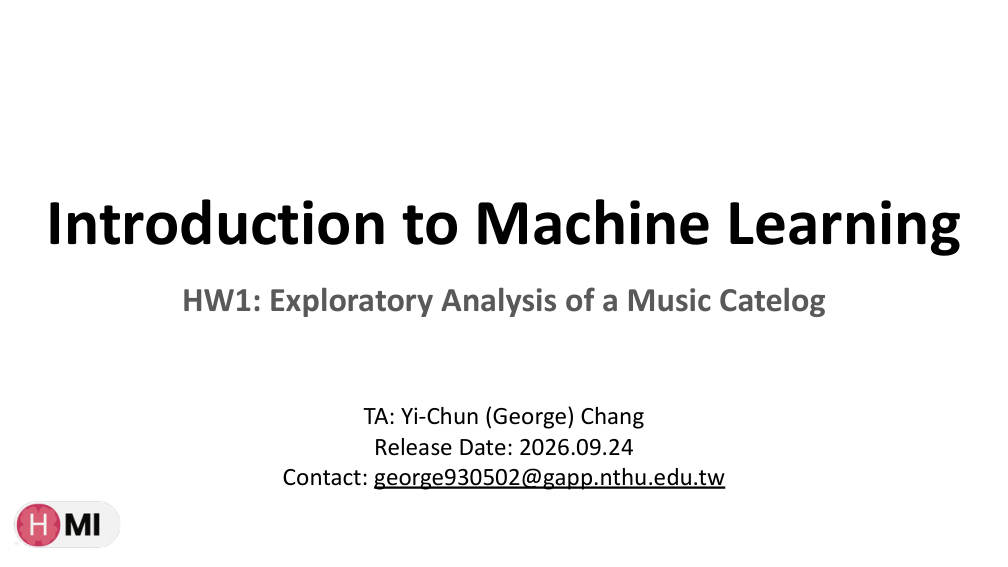 Introduction to Machine Learning
HW1: Exploratory Analysis of a Music Catelog
TA: Yi-Chun (George) Chang
Release Date: 2026.09.24
Contact: george930502@gapp.nthu.edu.tw
H MI